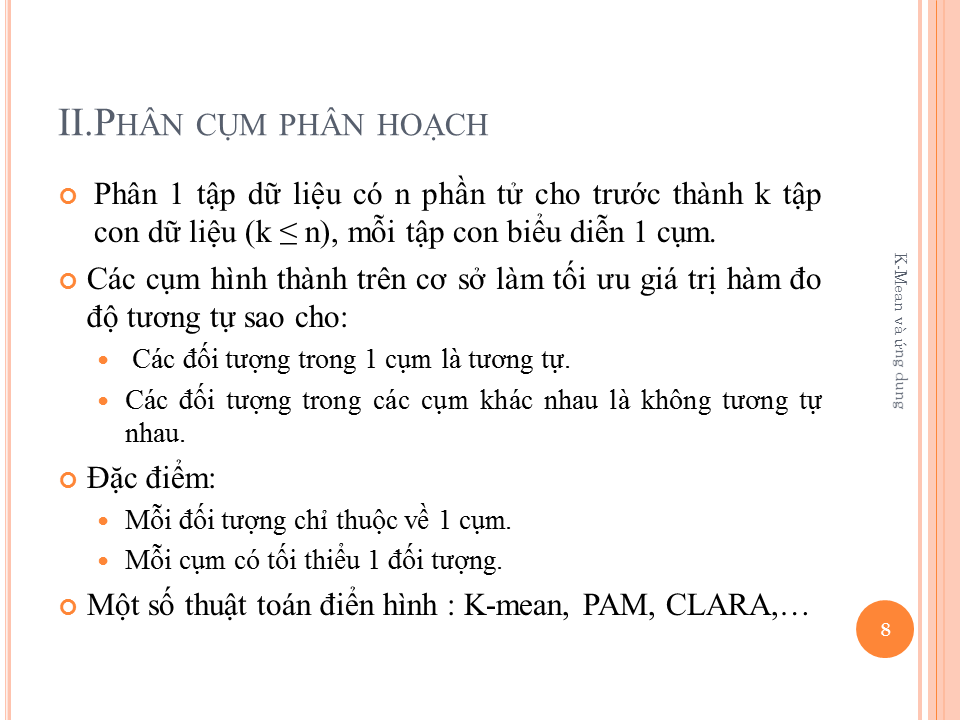 II.PHÂN CỤM PHÂN HOẠCH
Phân 1 tập dữ liệu có n phần tử cho trước thành k tập
con dữ liệu (k ≤ n), mỗi tập con biểu diễn 1 cụm.
Các cụm hình thành trên cơ sở làm tối ưu giá trị hàm đo
độ tương tự sao cho:
Các đối tượng trong 1 cụm là tương tự.
Các đối tượng trong các cụm khác nhau là không tương tự
nhau.
Đặc điểm:
Mỗi đối tượng chỉ thuộc về 1 cụm.
Mỗi cụm có tối thiểu 1 đối tượng.
Một số thuật toán điển hình : K-mean, PAM, CLARA,…
K-Mean và ứng dung
8